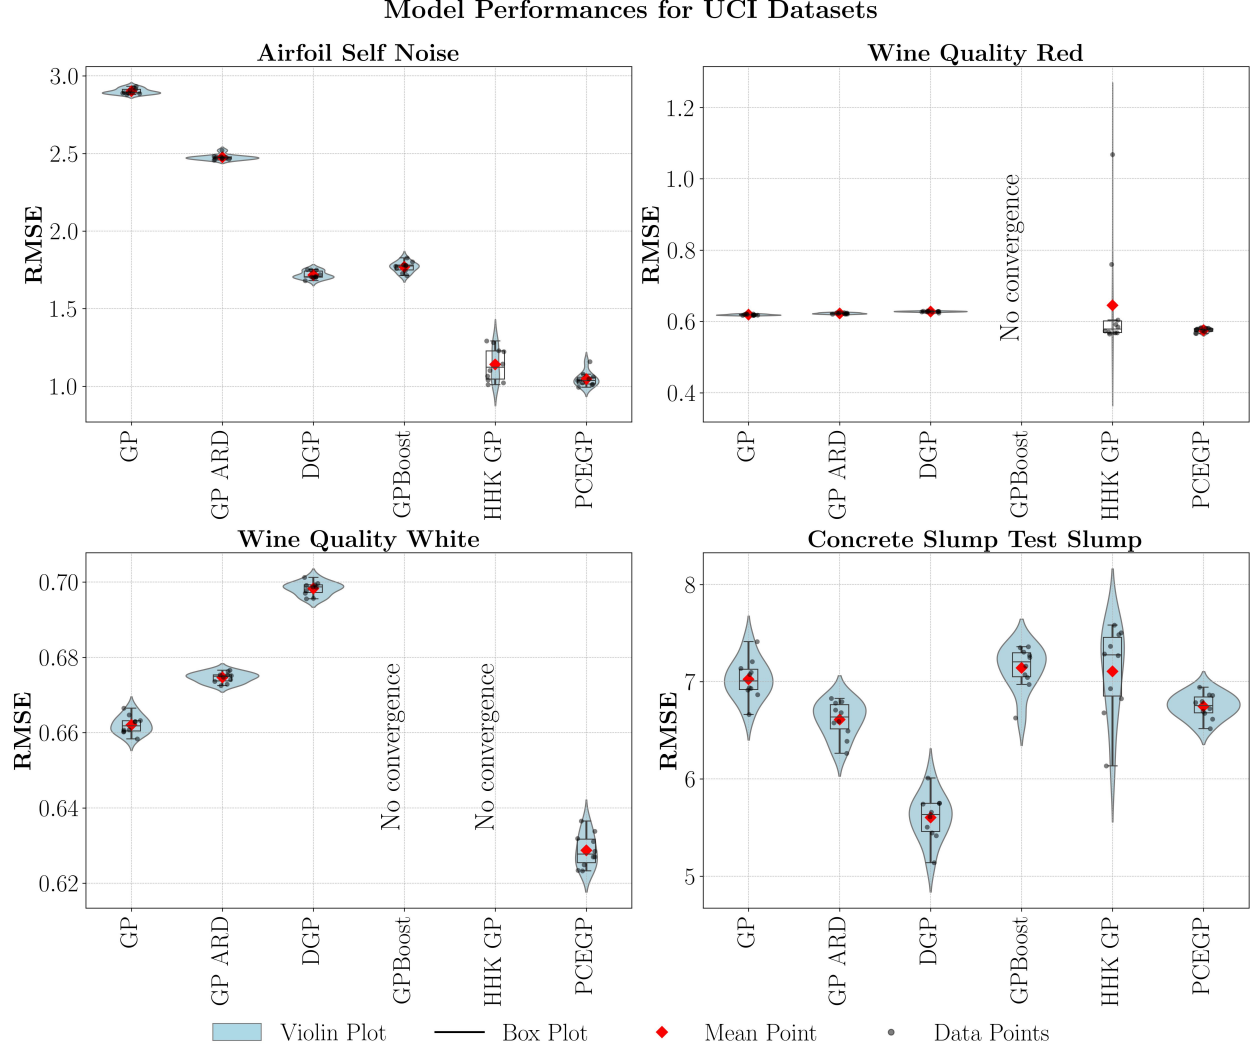 Model Performances for UCI Datasets
Airfoil Self Noise
RMSE
3.0
2.5
2.0
1.5
1.0
GP
GP ARD
DGP
GPBoost
HHK GP
PCEGP
Wine Quality Red
RMSE
1.2
1.0
0.8
0.6
0.4
No convergence
GP
GP ARD
DGP
GPBoost
HHK GP
PCEGP
Wine Quality White
RMSE
0.70
0.68
0.66
0.64
0.62
No convergence
No convergence
GP
GP ARD
DGP
GPBoost
HHK GP
PCEGP
Concrete Slump Test Slump
RMSE
8
7
6
5
GP
GP ARD
DGP
GPBoost
HHK GP
PCEGP
Violin Plot
Box Plot
Mean Point
Data Points